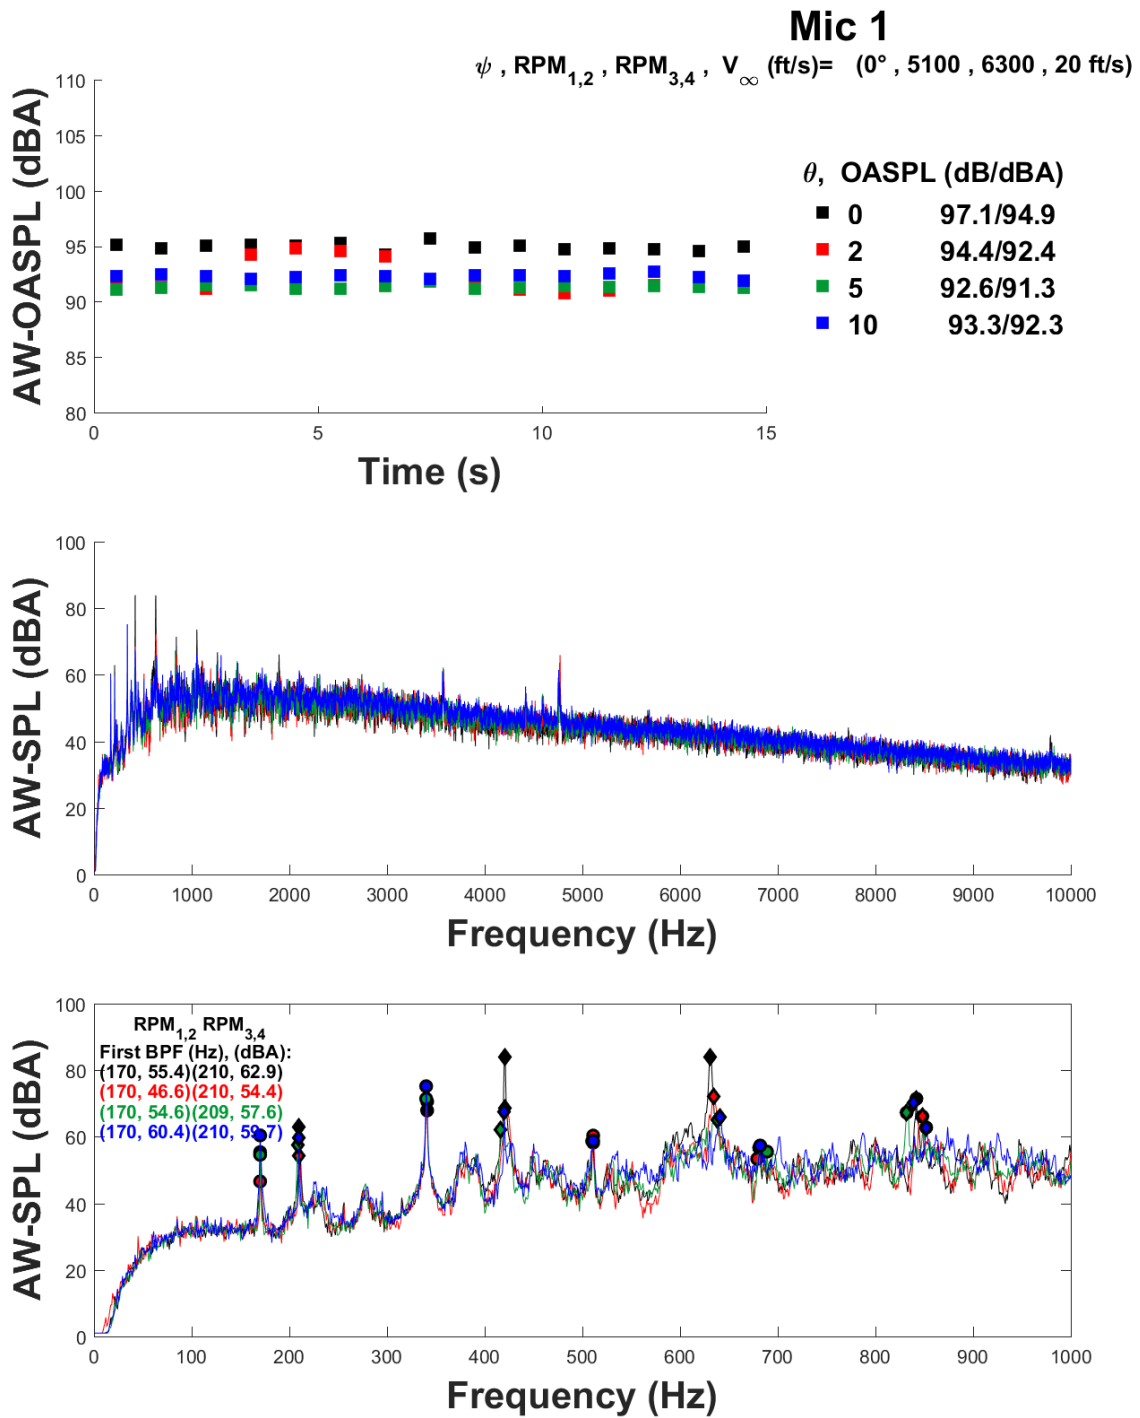 Mic 1
ψ , RPM1,2 , RPM3,4 , V∞ (ft/s)= (0° , 5100 , 6300 , 20 ft/s)
110
105
100
95
90
85
80
AW-OASPL (dBA)
0 5 10 15
Time (s)
θ, OASPL (dB/dBA)
0 97.1/94.9
2 94.4/92.4
5 92.6/91.3
10 93.3/92.3
100
80
60
40
20
0
AW-SPL (dBA)
0 1000 2000 3000 4000 5000 6000 7000 8000 9000 10000
Frequency (Hz)
100
80
60
40
20
0
AW-SPL (dBA)
RPM1,2 RPM3,4
First BPF (Hz), (dBA):
(170, 55.4)(210, 62.9)
(170, 46.6)(210, 54.4)
(170, 54.6)(209, 57.6)
(170, 60.4)(210, 59.7)
0 100 200 300 400 500 600 700 800 900 1000
Frequency (Hz)